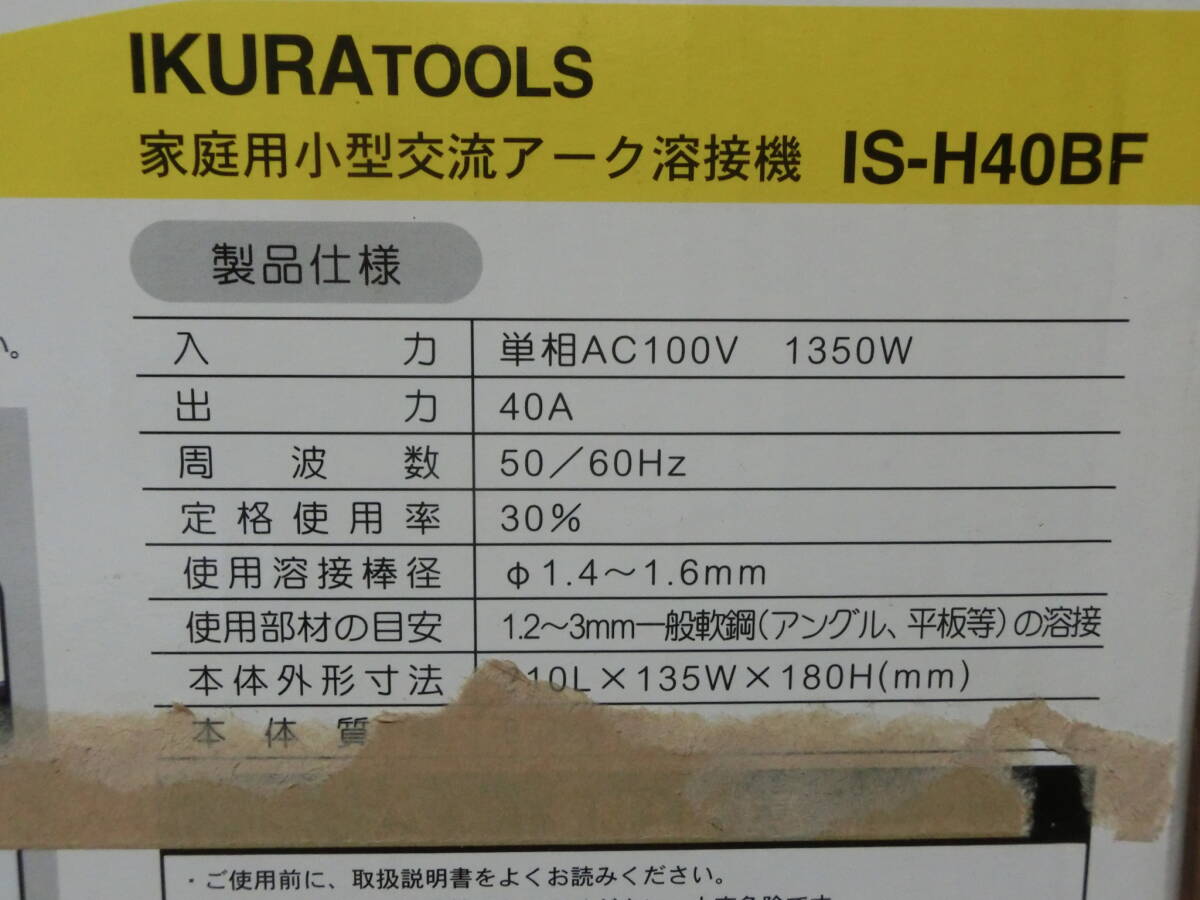 IKURATOOLS
家庭用小型交流アーク溶接機 IS-H40BF
製品仕様
い。
入力 単相AC100V 1350W
出力 40A
周波数 50／60Hz
定格使用率 30%
使用溶接棒径 φ1.4～1.6mm
使用部材の目安 1.2～3mm一般軟鋼(アングル、平板等)の溶接
本体外形寸法 10L×135W×180H(mm)
本体質
・ご使用前に、取扱説明書をよくお読みください。